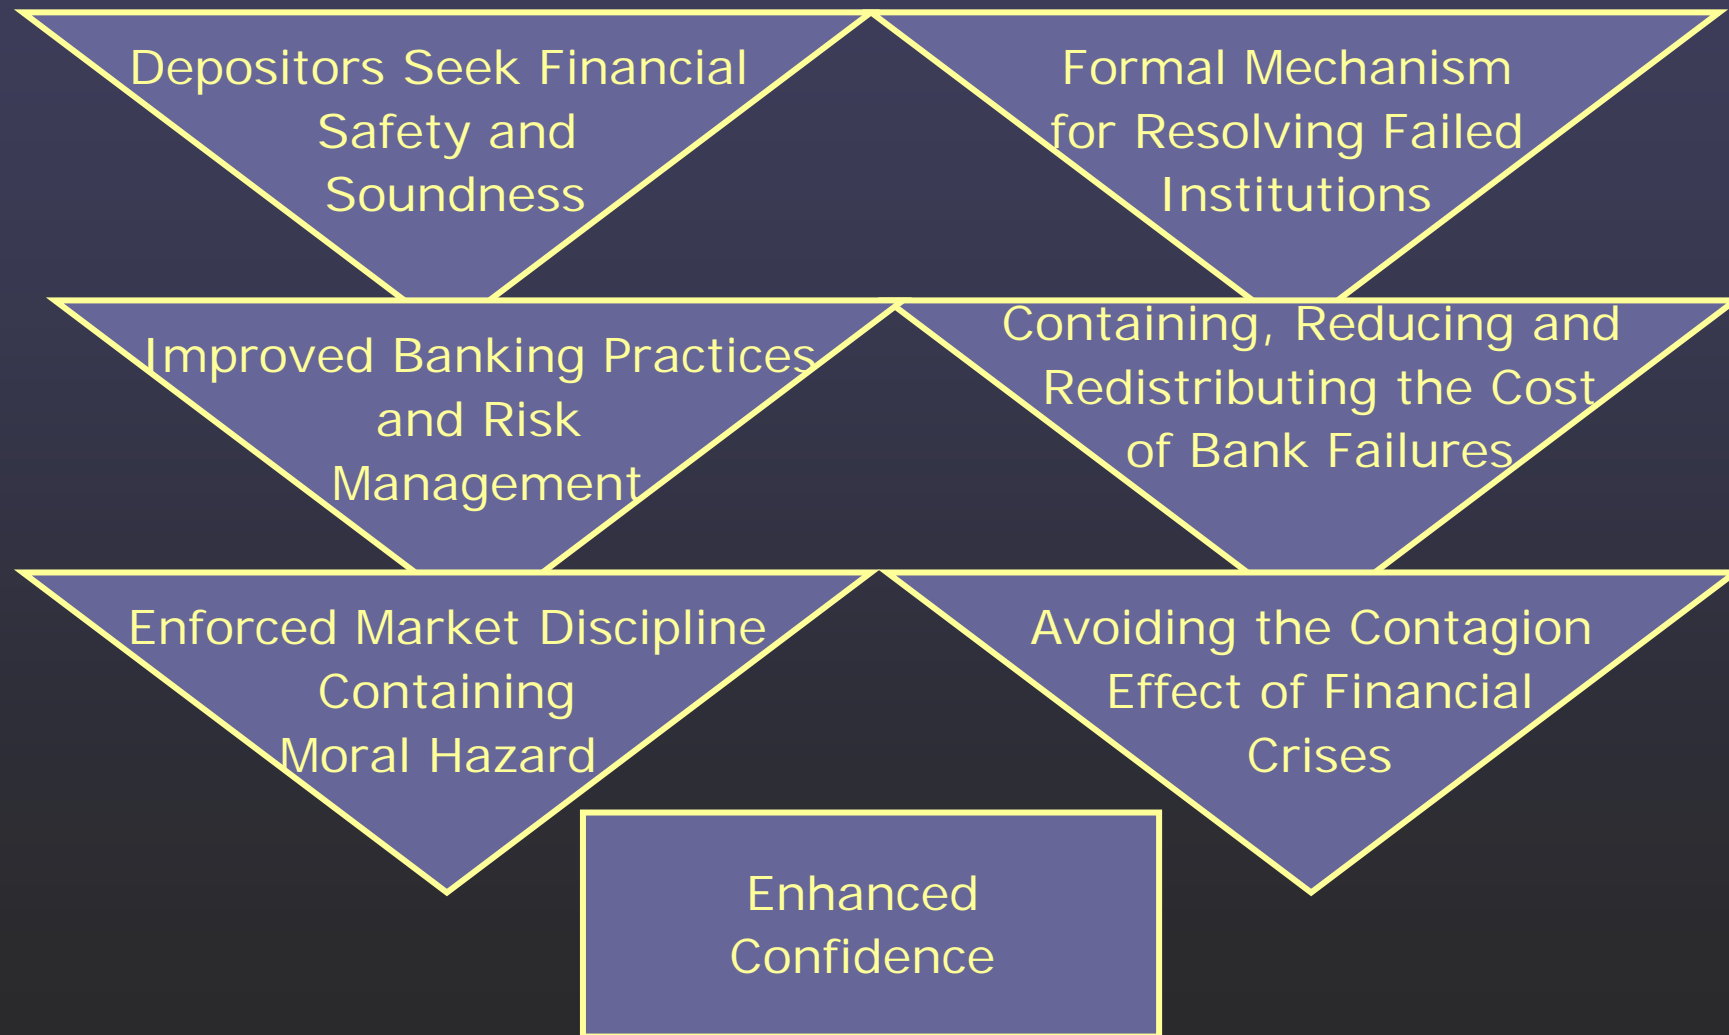 Depositors Seek Financial
Safety and
Soundness
Formal Mechanism
for Resolving Failed
Institutions
Improved Banking Practices
and Risk
Management
Containing, Reducing and
Redistributing the Cost
of Bank Failures
Enforced Market Discipline
Containing
Moral Hazard
Avoiding the Contagion
Effect of Financial
Crises
Enhanced
Confidence